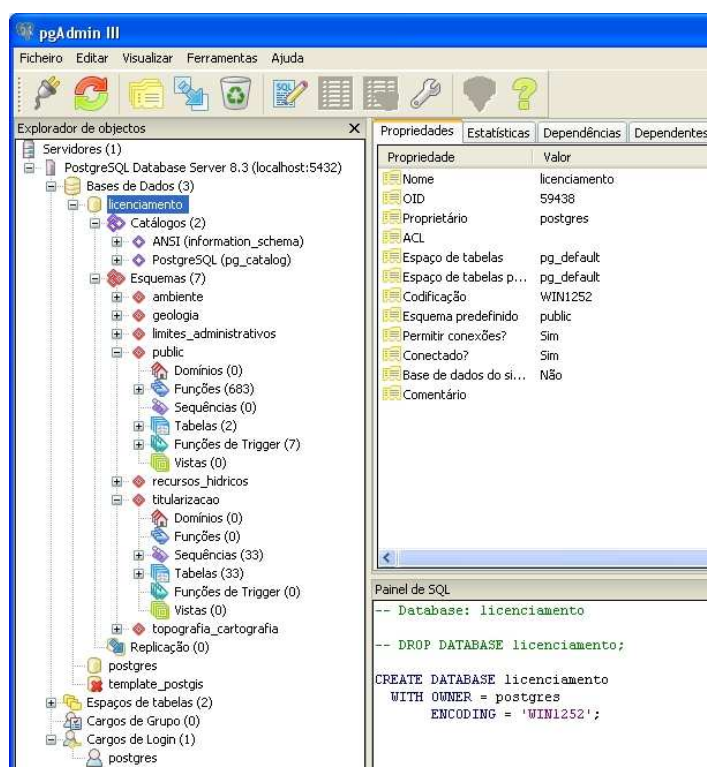 pgAdmin III
Ficheiro Editar Visualizar Ferramentas Ajuda
SQL
Explorador de objectos X
Servidores (1)
PostgreSQL Database Server 8.3 (localhost:5432)
Bases de Dados (3)
licenciamento
Catálogos (2)
ANSI (information_schema)
PostgreSQL (pg_catalog)
Esquemas (7)
ambiente
geologia
limites_administrativos
public
Domínios (0)
Funções (683)
Sequências (0)
Tabelas (2)
Funções de Trigger (7)
Vistas (0)
recursos_hidricos
titularizacao
Domínios (0)
Funções (0)
Sequências (33)
Tabelas (33)
Funções de Trigger (0)
Vistas (0)
topografia_cartografia
Replicação (0)
postgres
template_postgis
Espaços de tabelas (2)
Cargos de Grupo (0)
Cargos de Login (1)
postgres
Propriedades Estatísticas Dependências Dependentes
Propriedade Valor
Nome licenciamento
OID 59438
Proprietário postgres
ACL
Espaço de tabelas pg_default
Espaço de tabelas p... pg_default
Codificação WIN1252
Esquema predefinido public
Permitir conexões? Sim
Conectado? Sim
Base de dados do si... Não
Comentário
Painel de SQL
-- Database: licenciamento
-- DROP DATABASE licenciamento;
CREATE DATABASE licenciamento
WITH OWNER = postgres
ENCODING = 'WIN1252';